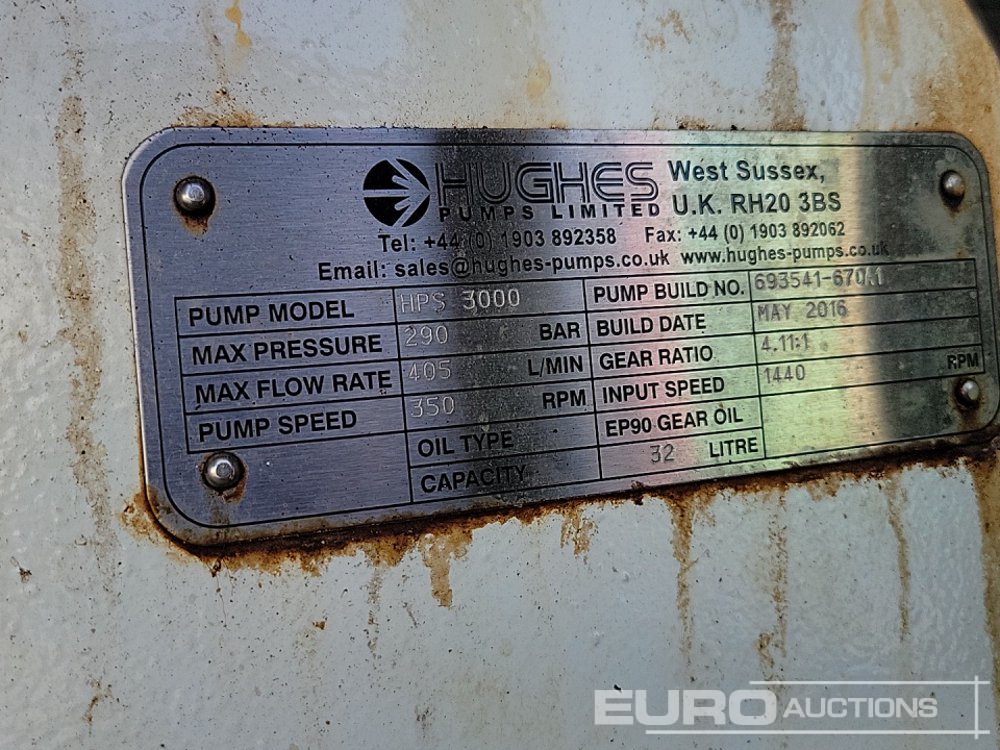 HUGHES
PUMPS LIMITED
West Sussex,
U.K. RH20 3BS
Tel: +44 (0) 1903 892358 Fax: +44 (0) 1903 892062
Email: sales@hughes-pumps.co.uk www.hughes-pumps.co.uk
PUMP MODEL HPS 3000 PUMP BUILD NO. 693541-670.1
MAX PRESSURE 290 BAR BUILD DATE MAY 2016
MAX FLOW RATE 405 L/MIN GEAR RATIO 4.11:1
PUMP SPEED 350 RPM INPUT SPEED 1440 RPM
OIL TYPE EP90 GEAR OIL
CAPACITY 32 LITRE
EURO AUCTIONS